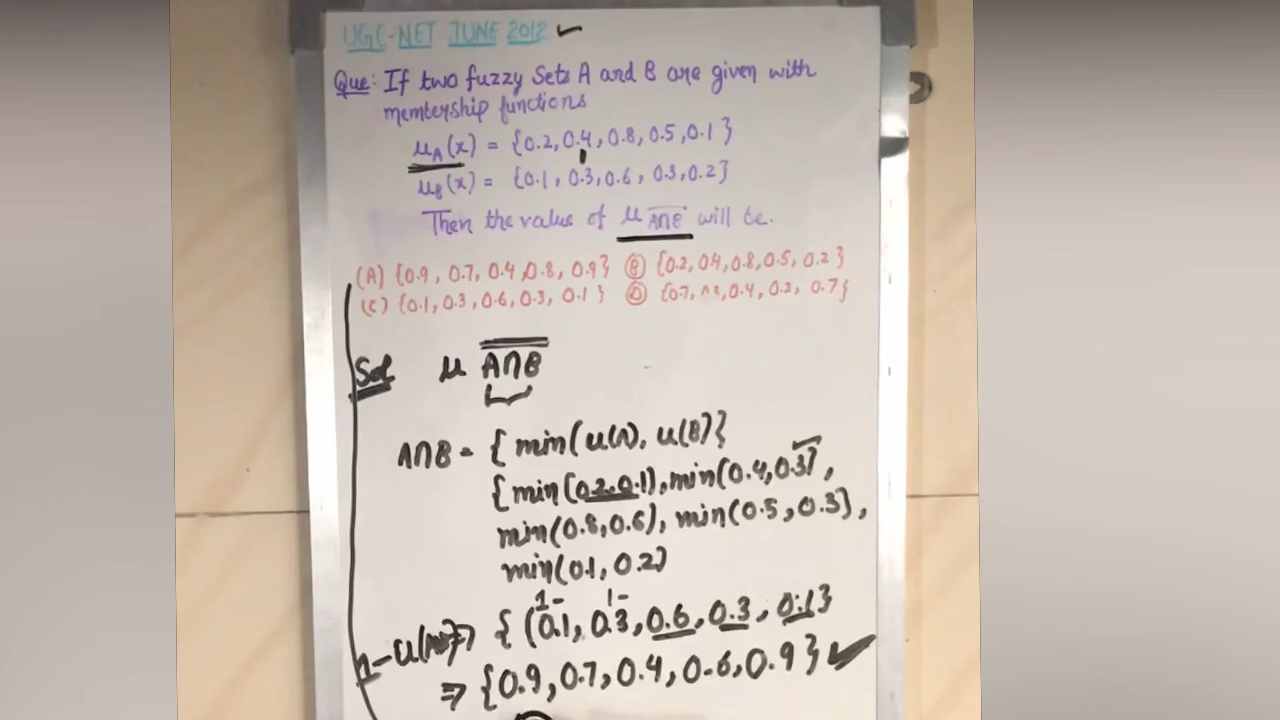 UGC-NET JUNE 2012 ✓
Que: If two fuzzy sets A and B are given with
membership functions
μA(x) = {0.2, 0.4, 0.8, 0.5, 0.1}
μB(x) = {0.1, 0.3, 0.6, 0.3, 0.2}
Then the value of μ A̅∩̅B̅ will be.
(A) {0.9, 0.7, 0.4, 0.8, 0.9} (B) {0.2, 0.4, 0.8, 0.5, 0.2}
(C) {0.1, 0.3, 0.6, 0.3, 0.1} (D) {0.7, 0.4, 0.2, 0.7}
Sol μ A̅∩̅B̅
A∩B = { min(u(A), u(B)}
{min(0.2,0.1), min(0.4,0.3),
min(0.8,0.6), min(0.5,0.3),
min(0.1, 0.2)
1- 1-
{(0.1, 0.3, 0.6, 0.3, 0.1}
⇒ {0.9, 0.7, 0.4, 0.6, 0.9} ✓